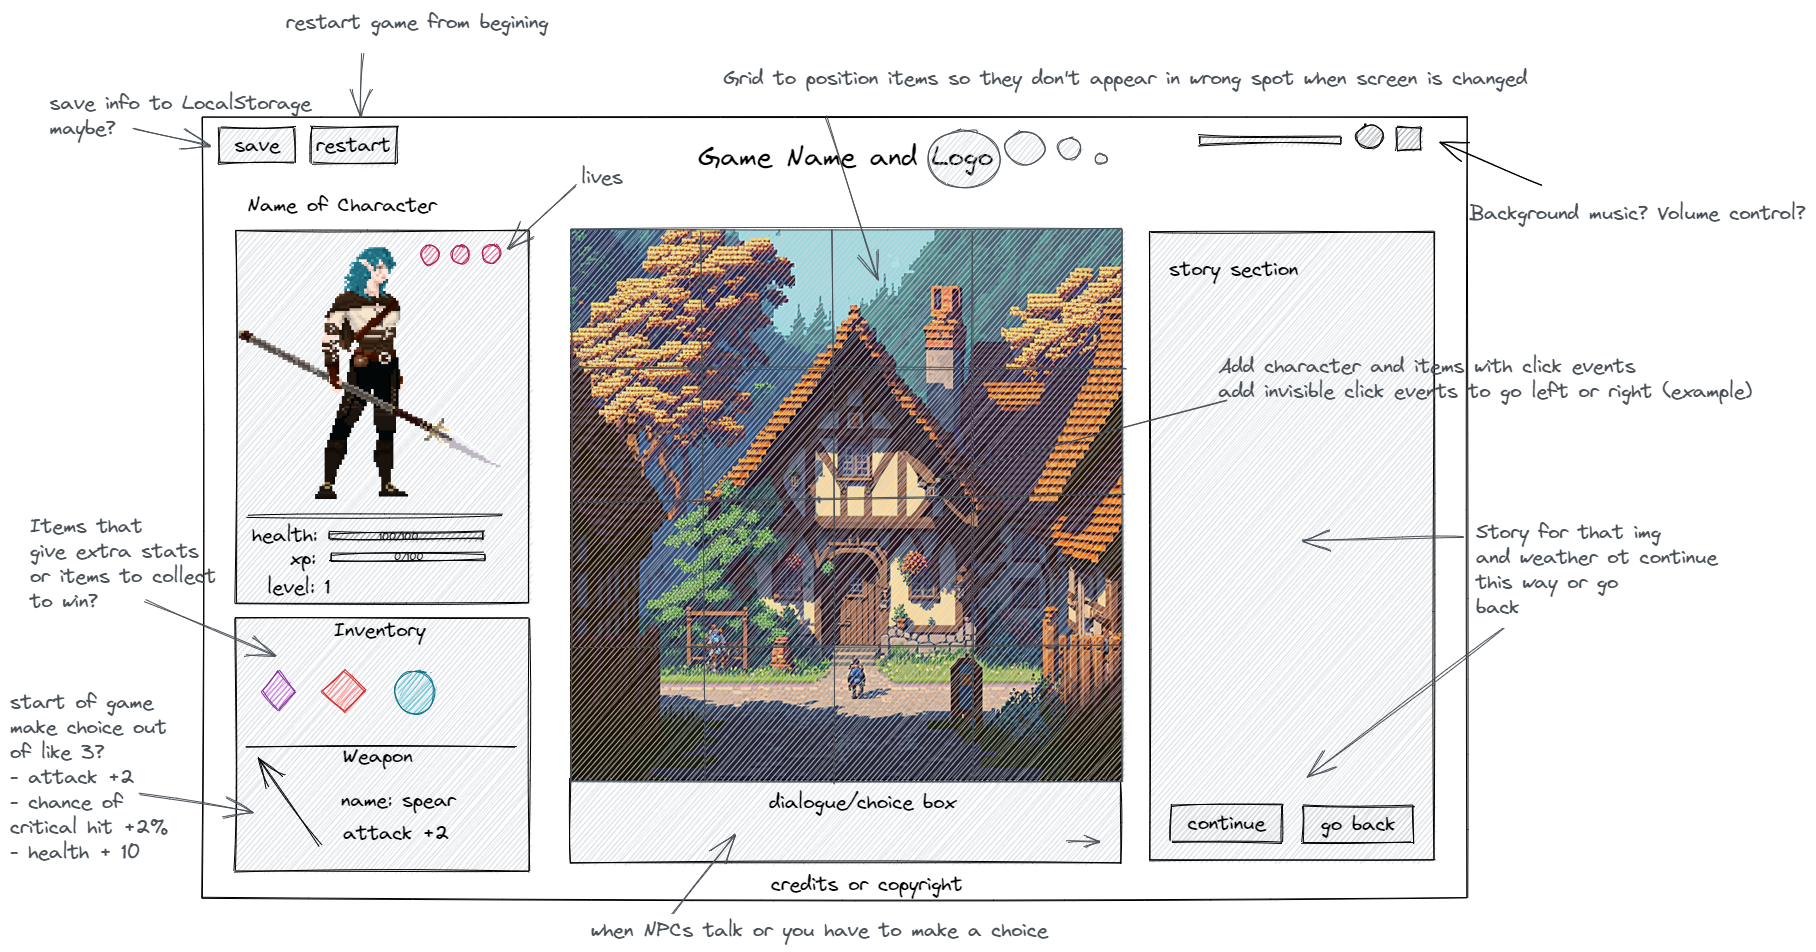 restart game from begining
Grid to position items so they don't appear in wrong spot when screen is changed
save info to LocalStorage
maybe?
save
restart
Game Name and Logo
lives
Name of Character
Background music? Volume control?
story section
Add character and items with click events
add invisible click events to go left or right (example)
health: 100/100
xp: 0/100
level: 1
Items that
give extra stats
or items to collect
to win?
Story for that img
and weather ot continue
this way or go
back
Inventory
start of game
make choice out
of like 3?
- attack +2
- chance of
critical hit +2%
- health + 10
Weapon
name: spear
attack +2
dialogue/choice box
continue
go back
credits or copyright
when NPCs talk or you have to make a choice